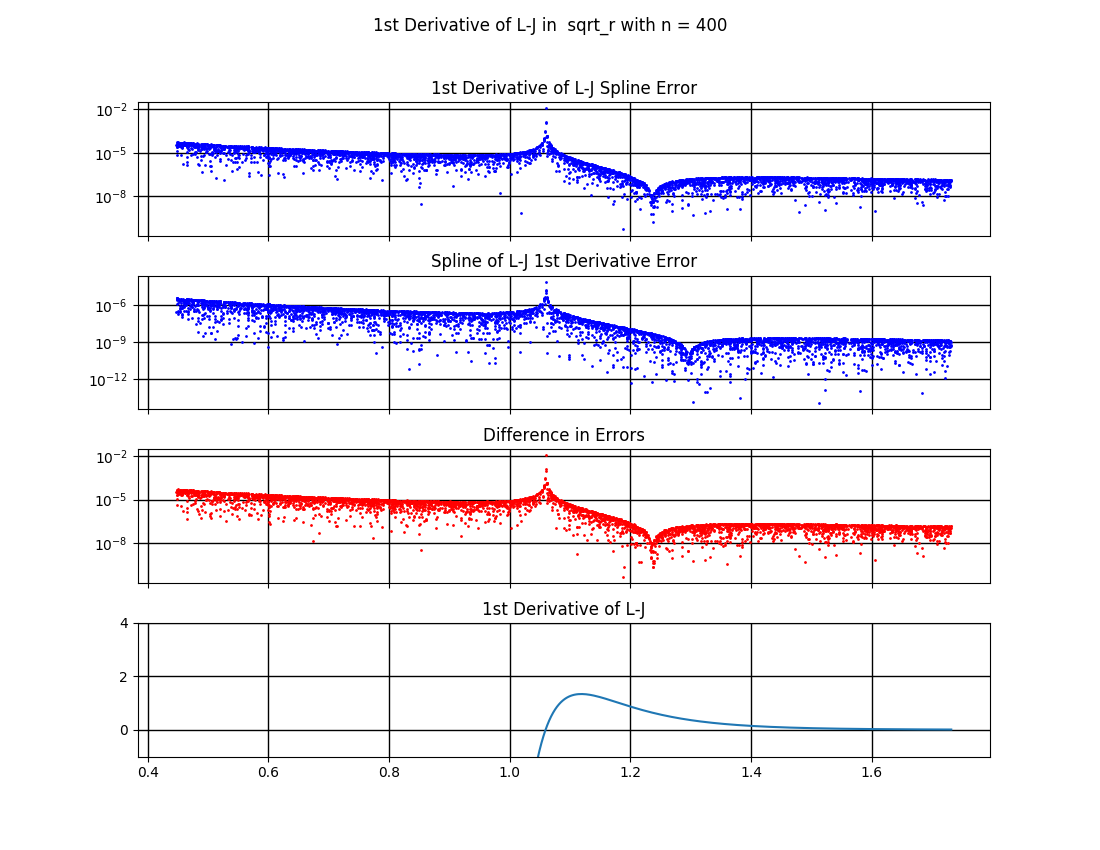 1st Derivative of L-J in  sqrt_r with n = 400
1st Derivative of L-J Spline Error
10⁻²
10⁻⁵
10⁻⁸
Spline of L-J 1st Derivative Error
10⁻⁶
10⁻⁹
10⁻¹²
Difference in Errors
10⁻²
10⁻⁵
10⁻⁸
1st Derivative of L-J
4
2
0
0.4 0.6 0.8 1.0 1.2 1.4 1.6